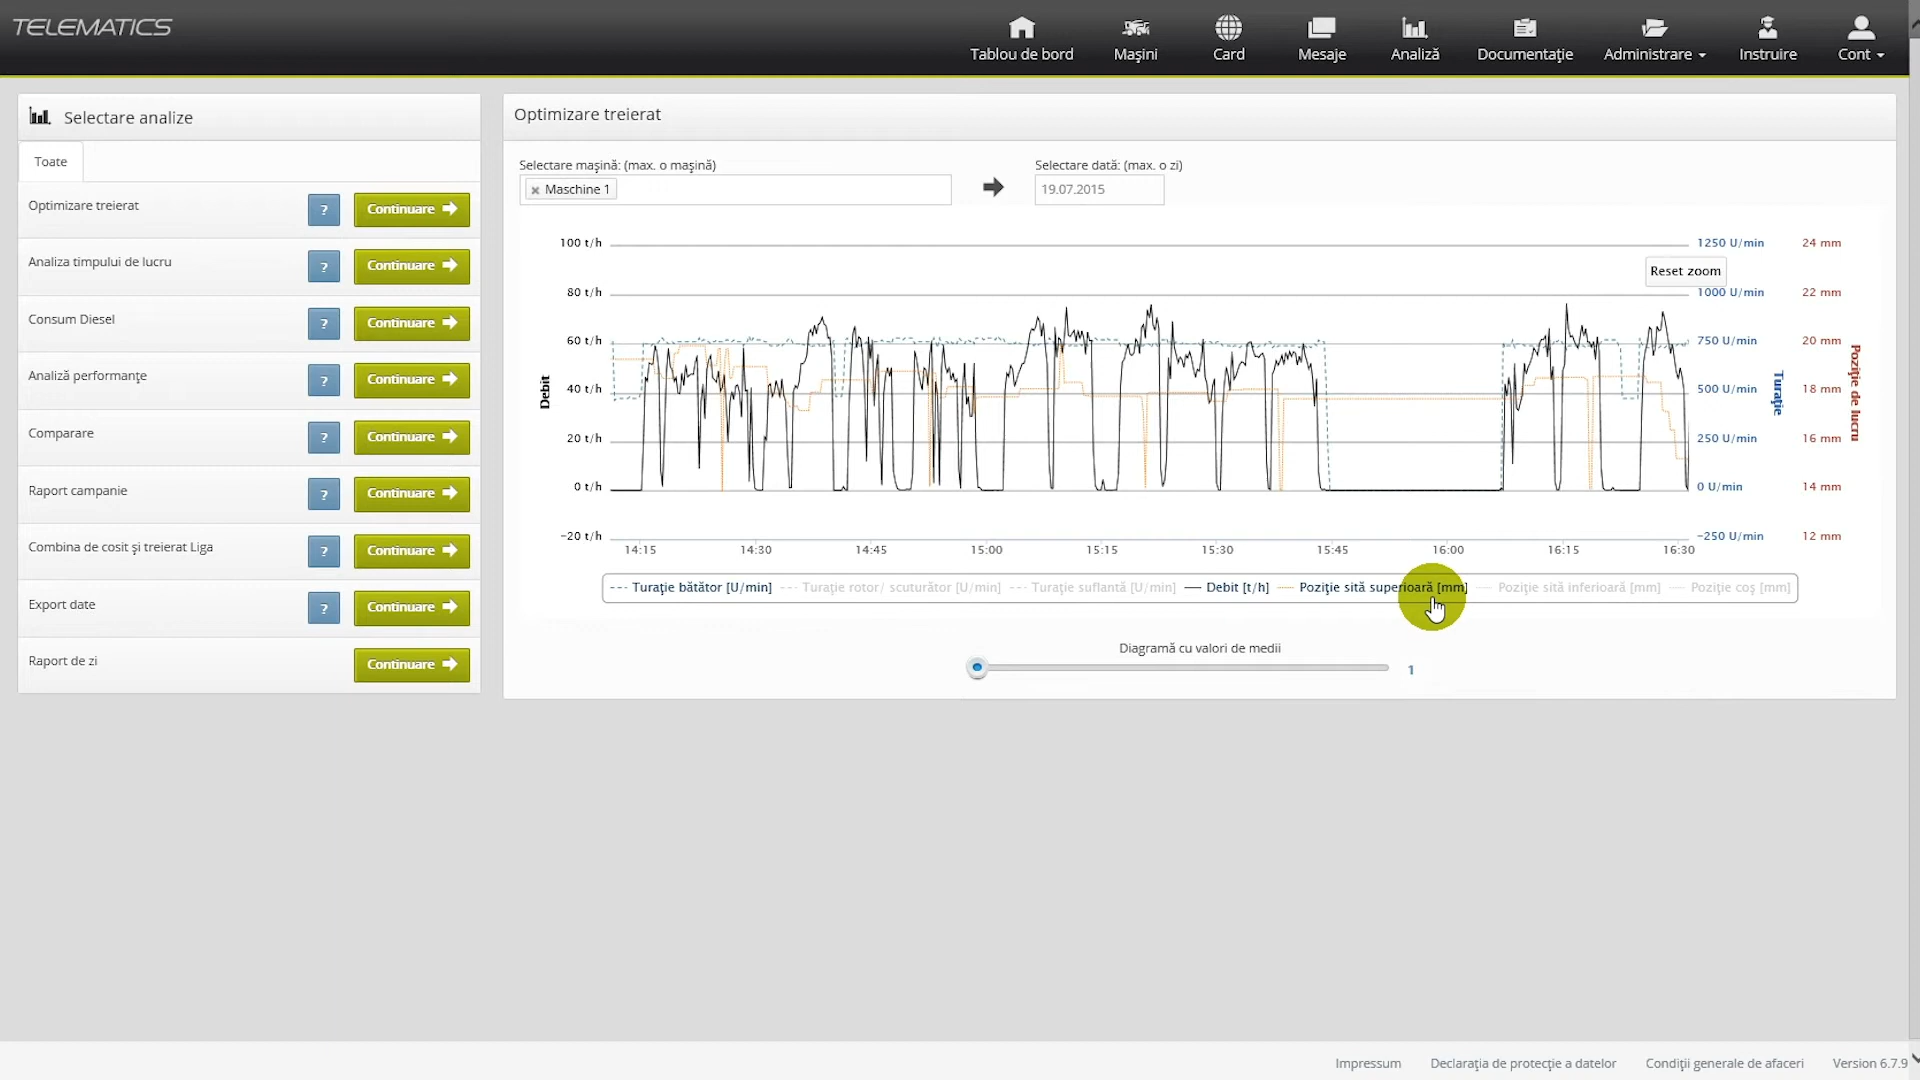 TELEMATICS
Tablou de bord
Mașini
Card
Mesaje
Analiză
Documentație
Administrare
Instruire
Cont
Selectare analize
Toate
Optimizare treierat
? Continuare
Analiza timpului de lucru
? Continuare
Consum Diesel
? Continuare
Analiză performanțe
? Continuare
Comparare
? Continuare
Raport campanie
? Continuare
Combina de cosit și treierat Liga
? Continuare
Export date
? Continuare
Raport de zi
Continuare
Optimizare treierat
Selectare mașină: (max. o mașină)
Maschine 1
Selectare dată: (max. o zi)
19.07.2015
100 t/h
80 t/h
60 t/h
40 t/h
20 t/h
0 t/h
-20 t/h
Debit
1250 U/min
1000 U/min
750 U/min
500 U/min
250 U/min
0 U/min
-250 U/min
Turație
24 mm
22 mm
20 mm
18 mm
16 mm
14 mm
12 mm
Poziție de lucru
Reset zoom
14:15 14:30 14:45 15:00 15:15 15:30 15:45 16:00 16:15 16:30
Turație bătător [U/min] Turație rotor/ scuturător [U/min] Turație suflantă [U/min] Debit [t/h] Poziție sită superioară [mm] Poziție sită inferioară [mm] Poziție coș [mm]
Diagramă cu valori de medii
1
Impressum Declarația de protecție a datelor Condiții generale de afaceri Version 6.7.9